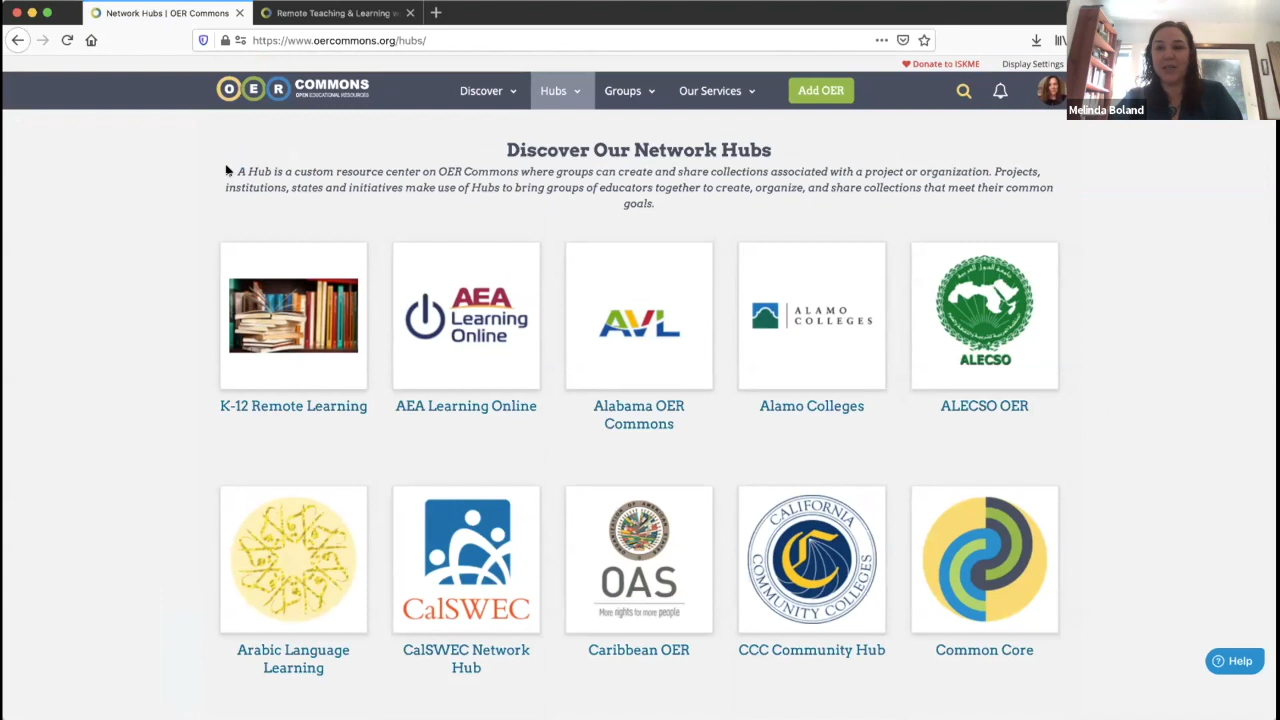 Network Hubs | OER Commons
Remote Teaching & Learning w
https://www.oercommons.org/hubs/
Donate to ISKME
Display Settings
OER COMMONS
OPEN EDUCATIONAL RESOURCES
Discover
Hubs
Groups
Our Services
Add OER
Melinda Boland
Discover Our Network Hubs
A Hub is a custom resource center on OER Commons where groups can create and share collections associated with a project or organization. Projects,
institutions, states and initiatives make use of Hubs to bring groups of educators together to create, organize, and share collections that meet their common
goals.
AEA
Learning
Online
AVL
ALAMO
COLLEGES
ALECSO
K-12 Remote Learning
AEA Learning Online
Alabama OER
Commons
Alamo Colleges
ALECSO OER
CalSWEC
OAS
More rights for more people
CALIFORNIA
COMMUNITY COLLEGES
Arabic Language
Learning
CalSWEC Network
Hub
Caribbean OER
CCC Community Hub
Common Core
Help